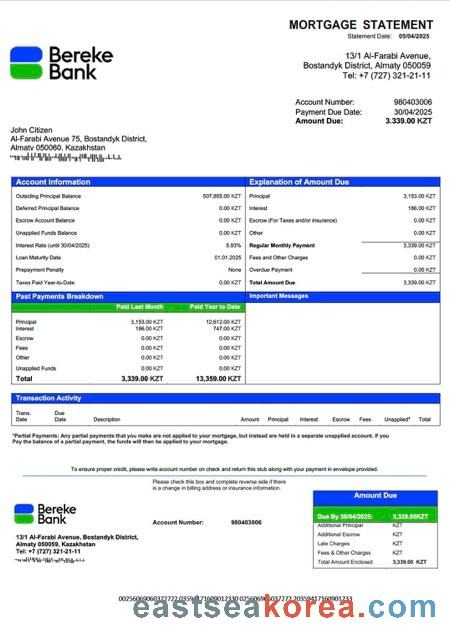 MORTGAGE STATEMENT
Statement Date: 05/04/2025
Bereke
Bank
13/1 Al-Farabi Avenue,
Bostandyk District, Almaty 050059
Tel: +7 (727) 321-21-11
Account Number: 980403006
Payment Due Date: 30/04/2025
Amount Due: 3.339.00 KZT
John Citizen
Al-Farabi Avenue 75, Bostandyk District,
Almaty 050060, Kazakhstan
Account Information
Outsiding Principal Balance 507,855.00 KZT
Deferred Principal Balance 0.00 KZT
Escrow Account Balance 0.00 KZT
Unapplied Funds Balance 0.00 KZT
Interest Rate (until 30/04/2025) 5.93%
Loan Maturity Date 01.01.2025
Prepayment Penalty None
Taxes Paid Year-to-Date 0.00 KZT
Explanation of Amount Due
Principal 3,153.00 KZT
Interest 186.00 KZT
Escrow (For Taxes and/or insurance) 0.00 KZT
Other 0.00 KZT
Regular Monthly Payment 3,339.00 KZT
Fees and Other Charges 0.00 KZT
Overdue Payment 0.00 KZT
Total Amount Due 3,339.00 KZT
Past Payments Breakdown
Paid Last Month Paid Year to Date
Principal 3,153.00 KZT 12,612.00 KZT
Interest 186.00 KZT 747.00 KZT
Escrow 0.00 KZT 0.00 KZT
Fees 0.00 KZT 0.00 KZT
Other 0.00 KZT 0.00 KZT
Unapplied Funds 0.00 KZT 0.00 KZT
Total 3,339.00 KZT 13,359.00 KZT
Important Messages
Transaction Activity
Trans. Date Due Date Description Amount Principal Interest Escrow Fees Unapplied* Total
*Partial Payments: Any partial payments that you make are not applied to your mortgage, but instead are held in a separate unapplied account. If you
Pay the balance of a partial payment, the funds will then be applied to your mortgage.
To ensure proper credit, please write account number on check and return this stub along with your payment in envelope provided.
Please check this box and complete reverse side if there
is a change in billing address or insurance information.
Bereke
Bank
Account Number: 980403006
13/1 Al-Farabi Avenue, Bostandyk District,
Almaty 050059, Kazakhstan
Tel: +7 (727) 321-21-11
Amount Due
Due By 30/04/2025: 3,339.00KZT
Additional Principal KZT
Additional Escrow KZT
Late Charges KZT
Fees & Other Charges KZT
Total Amount Enclosed 3,339.00 KZT
eastseakorea.com